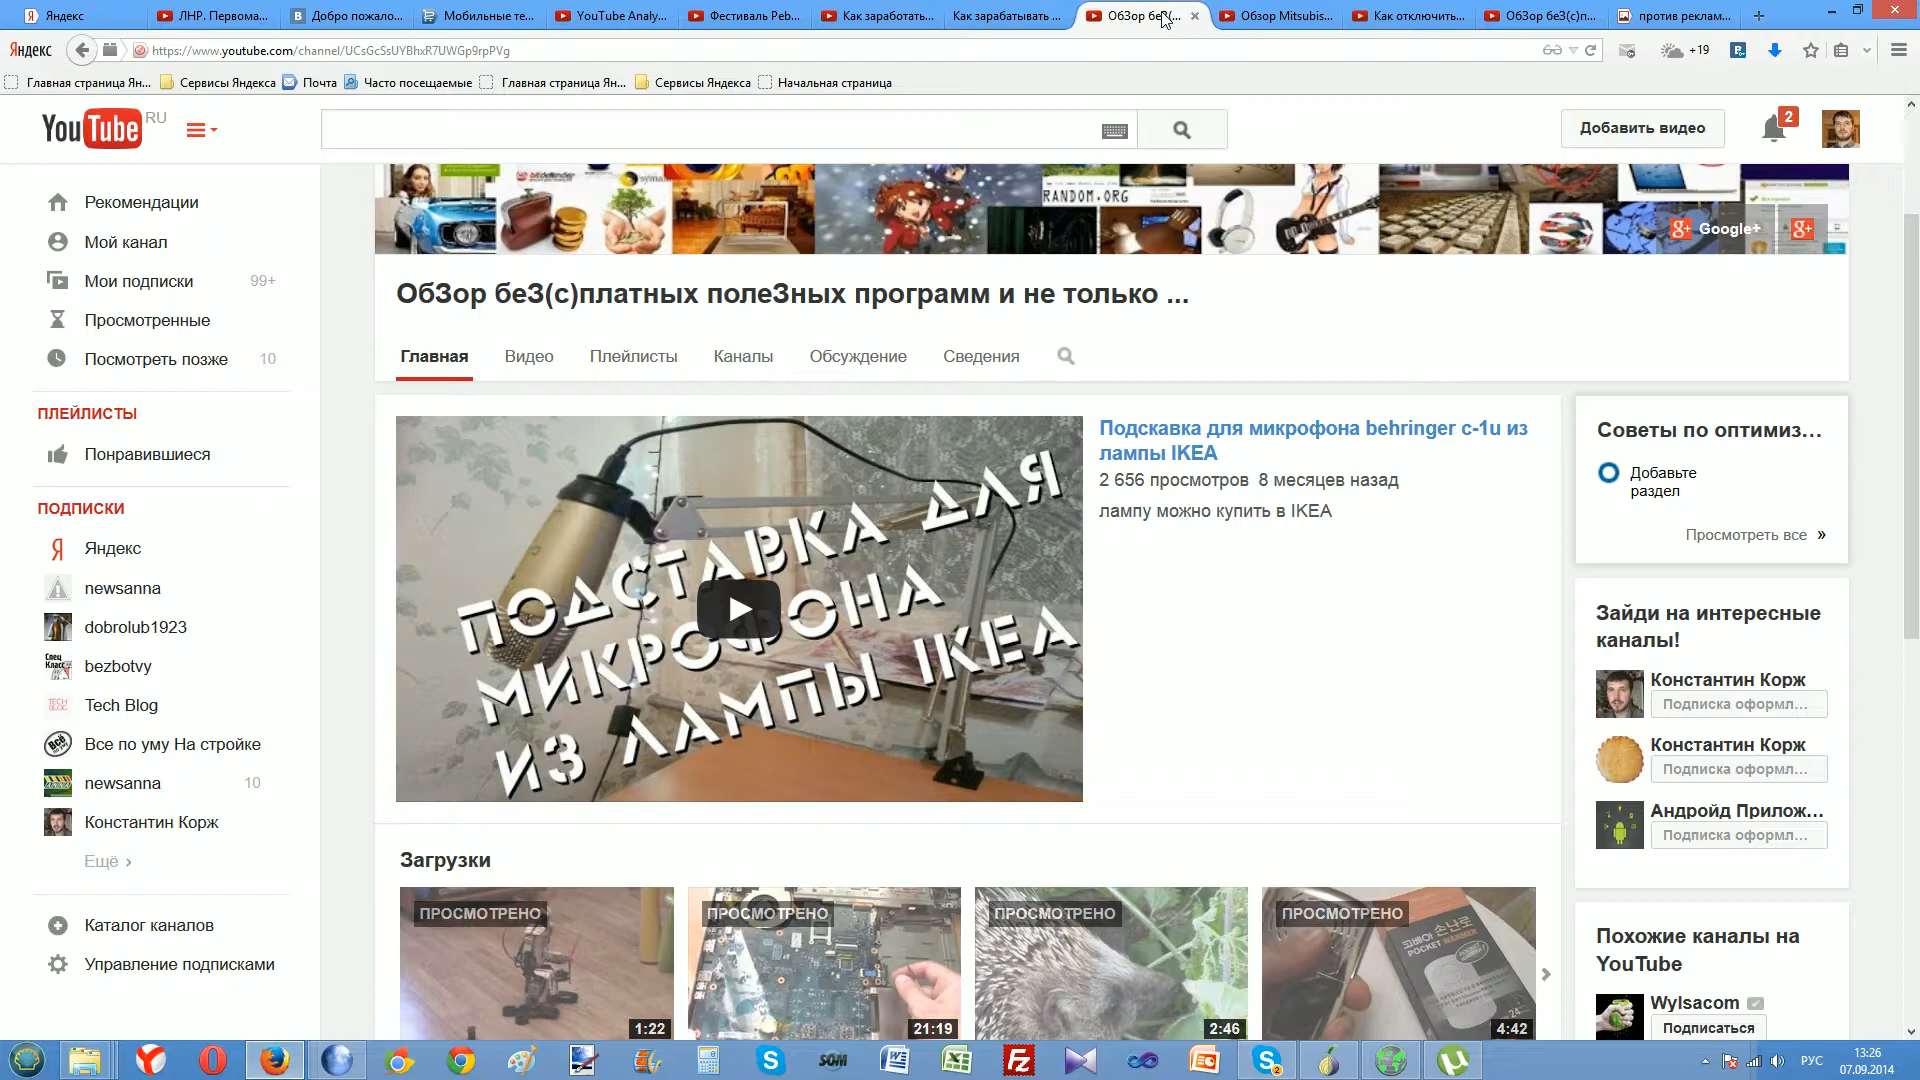 Яндекс
ЛНР. Первома...
Добро пожало...
Мобильные те...
YouTube Analy...
Фестиваль Peb...
Как заработать...
Как зарабатывать ...
Об3ор бе3(...
Обзор Mitsubis...
Как отключить...
Об3ор бе3(с)п...
против реклам...
Яндекс
https://www.youtube.com/channel/UCsGcSsUYBhxR7UWGp9rpPVg
+19
Главная страница Ян...
Сервисы Яндекса
Почта
Часто посещаемые
Главная страница Ян...
Сервисы Яндекса
Начальная страница
YouTube RU
Добавить видео
2
RANDOM.ORG
Google+
Рекомендации
Мой канал
Мои подписки 99+
Просмотренные
Посмотреть позже 10
ПЛЕЙЛИСТЫ
Понравившиеся
ПОДПИСКИ
Яндекс
newsanna
dobrolub1923
bezbotvy
Tech Blog
Все по уму На стройке
newsanna 10
Константин Корж
Ещё
Каталог каналов
Управление подписками
Об3ор бе3(с)платных поле3ных программ и не только ...
Главная
Видео
Плейлисты
Каналы
Обсуждение
Сведения
ПОДСТАВКА ДЛЯ
МИКРОФОНА
ИЗ ЛАМПЫ IKEA
Подскавка для микрофона behringer c-1u из
лампы IKEA
2 656 просмотров 8 месяцев назад
лампу можно купить в IKEA
Загрузки
ПРОСМОТРЕНО
1:22
ПРОСМОТРЕНО
21:19
ПРОСМОТРЕНО
2:46
ПРОСМОТРЕНО
POCKET WARMER
4:42
Советы по оптимиз...
Добавьте
раздел
Просмотреть все »
Зайди на интересные
каналы!
Константин Корж
Подписка оформл...
Константин Корж
Подписка оформл...
Андройд Прилож...
Подписка оформл...
Похожие каналы на
YouTube
Wylsacom
Подписаться
РУС
13:26
07.09.2014